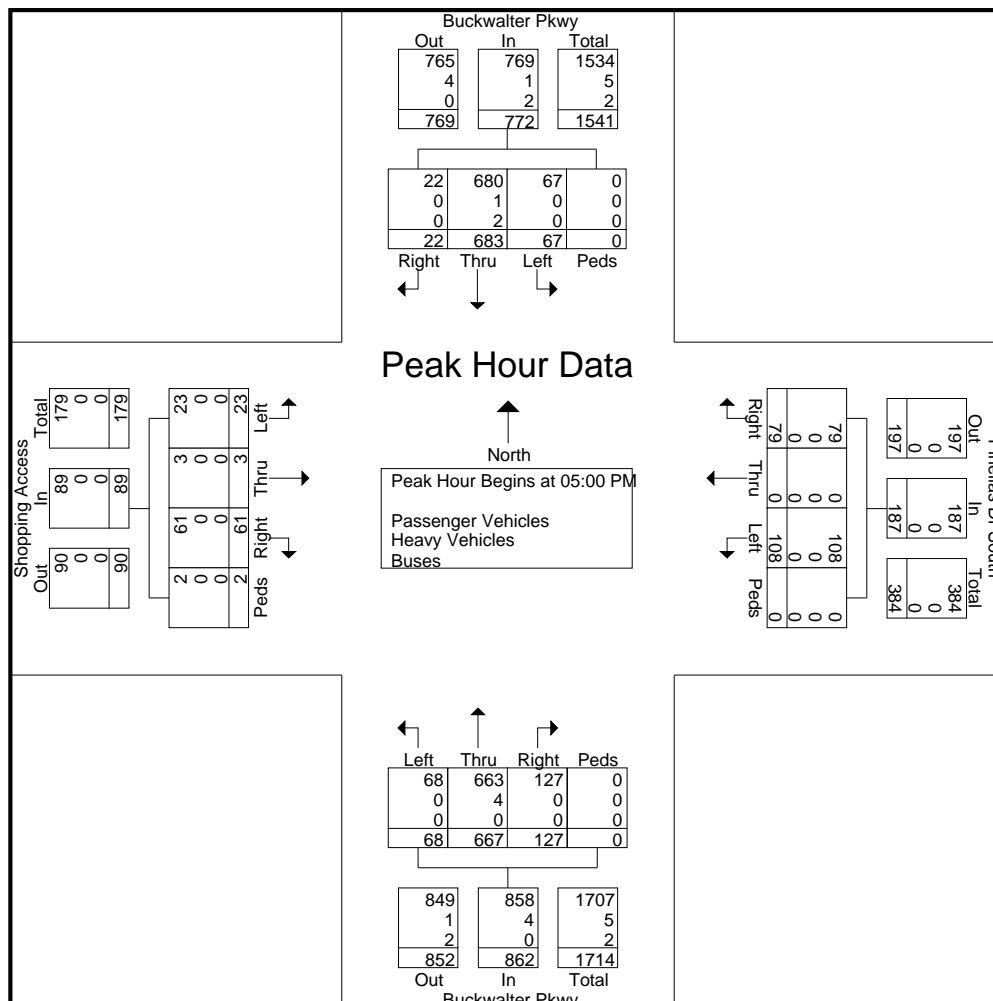 Buckwalter Pkwy
Out In Total
765 769 1534
4 1 5
0 2 2
769 772 1541
22 680 67 0
0 1 0 0
0 2 0 0
22 683 67 0
Right Thru Left Peds
Peak Hour Data
North
Peak Hour Begins at 05:00 PM
Passenger Vehicles
Heavy Vehicles
Buses
Shopping Access
Out In Total
90 89 179
0 0 0
0 0 0
90 89 179
Peds Right Thru Left
2 61 3 23
0 0 0 0
0 0 0 0
2 61 3 23
Out In Total
197 187 384
0 0 0
0 0 0
197 187 384
79 0 108 0
0 0 0 0
0 0 0 0
79 0 108 0
Right Thru Left Peds
Left Thru Right Peds
68 663 127 0
0 4 0 0
0 0 0 0
68 667 127 0
849 858 1707
1 4 5
2 0 2
852 862 1714
Out In Total
Buckwalter Pkwy